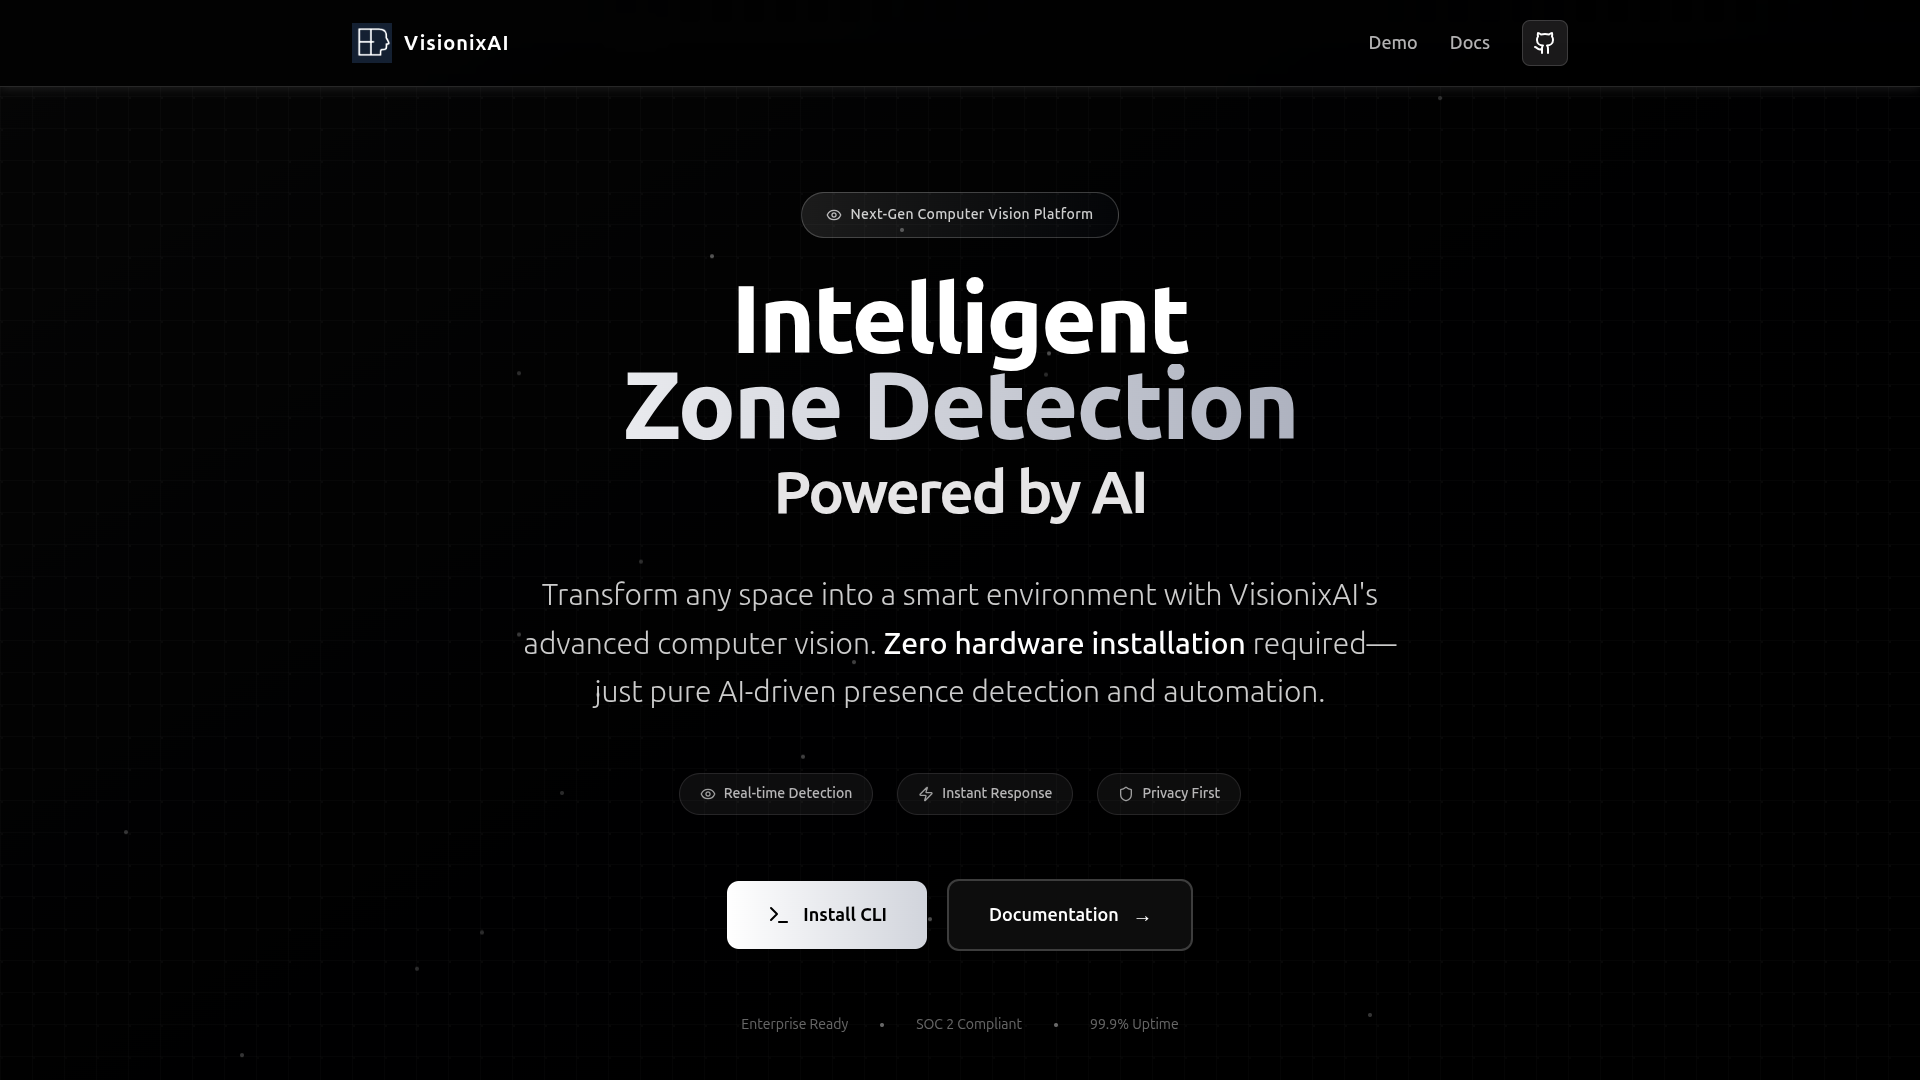 VisionixAI
Demo
Docs
Next-Gen Computer Vision Platform
Intelligent
Zone Detection
Powered by AI
Transform any space into a smart environment with VisionixAI's
advanced computer vision. Zero hardware installation required—
just pure AI-driven presence detection and automation.
Real-time Detection
Instant Response
Privacy First
Install CLI
Documentation →
Enterprise Ready • SOC 2 Compliant • 99.9% Uptime